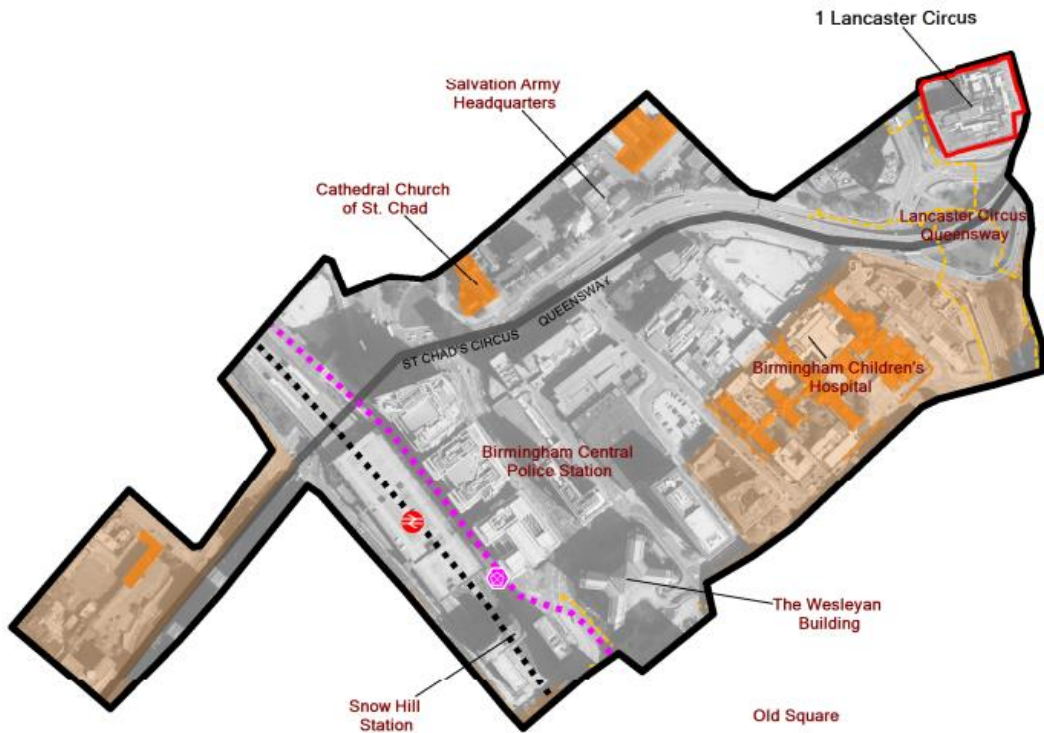 1 Lancaster Circus
Salvation Army
Headquarters
Cathedral Church
of St. Chad
Lancaster Circus
Queensway
ST CHAD'S CIRCUS QUEENSWAY
Birmingham Children's
Hospital
Birmingham Central
Police Station
The Wesleyan
Building
Snow Hill
Station
Old Square